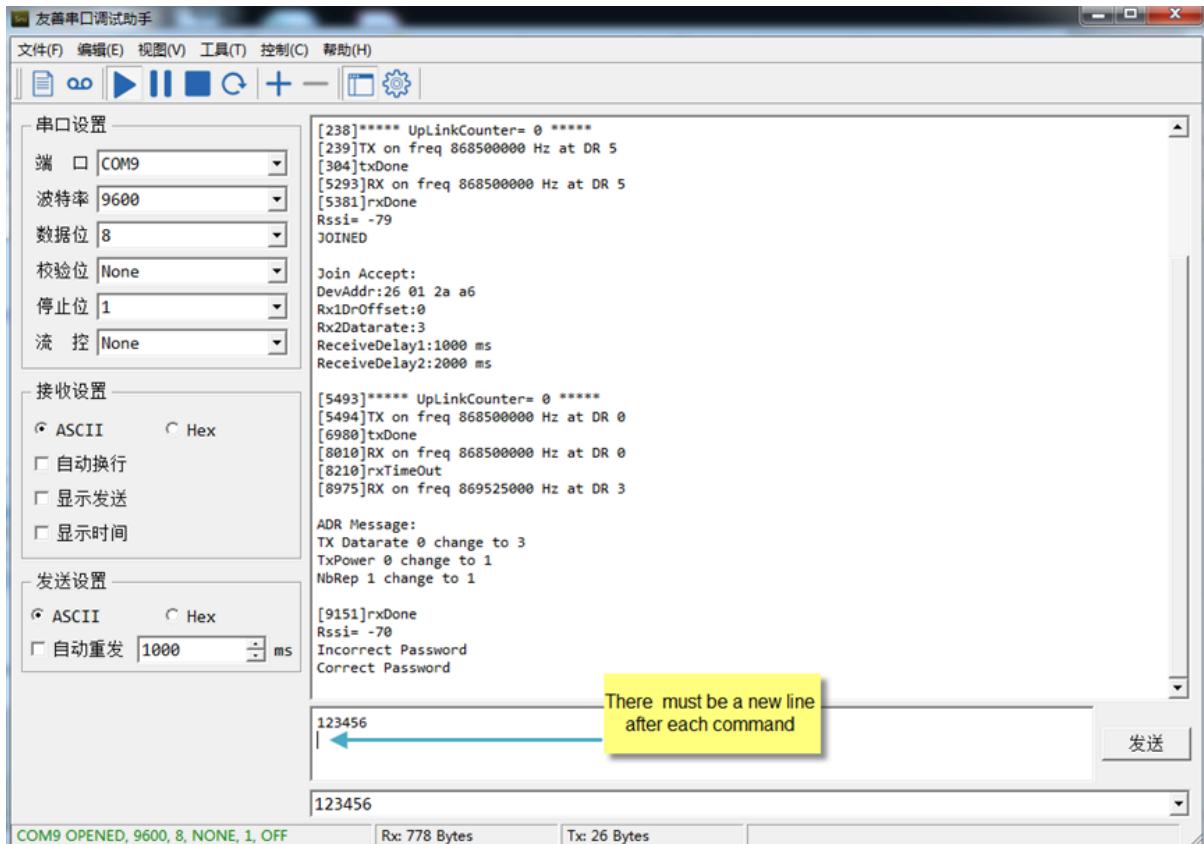 友善串口调试助手
文件(F) 编辑(E) 视图(V) 工具(T) 控制(C) 帮助(H)
串口设置
端 口 COM9
波特率 9600
数据位 8
校验位 None
停止位 1
流 控 None
接收设置
ASCII Hex
自动换行
显示发送
显示时间
发送设置
ASCII Hex
自动重发 1000 ms
[238]***** UpLinkCounter= 0 *****
[239]TX on freq 868500000 Hz at DR 5
[304]txDone
[5293]RX on freq 868500000 Hz at DR 5
[5381]rxDone
Rssi= -79
JOINED
Join Accept:
DevAddr:26 01 2a a6
Rx1DrOffset:0
Rx2Datarate:3
ReceiveDelay1:1000 ms
ReceiveDelay2:2000 ms
[5493]***** UpLinkCounter= 0 *****
[5494]TX on freq 868500000 Hz at DR 0
[6980]txDone
[8010]RX on freq 868500000 Hz at DR 0
[8210]rxTimeOut
[8975]RX on freq 869525000 Hz at DR 3
ADR Message:
TX Datarate 0 change to 3
TxPower 0 change to 1
NbRep 1 change to 1
[9151]rxDone
Rssi= -70
Incorrect Password
Correct Password
There must be a new line
after each command
123456
发送
123456
COM9 OPENED, 9600, 8, NONE, 1, OFF Rx: 778 Bytes Tx: 26 Bytes